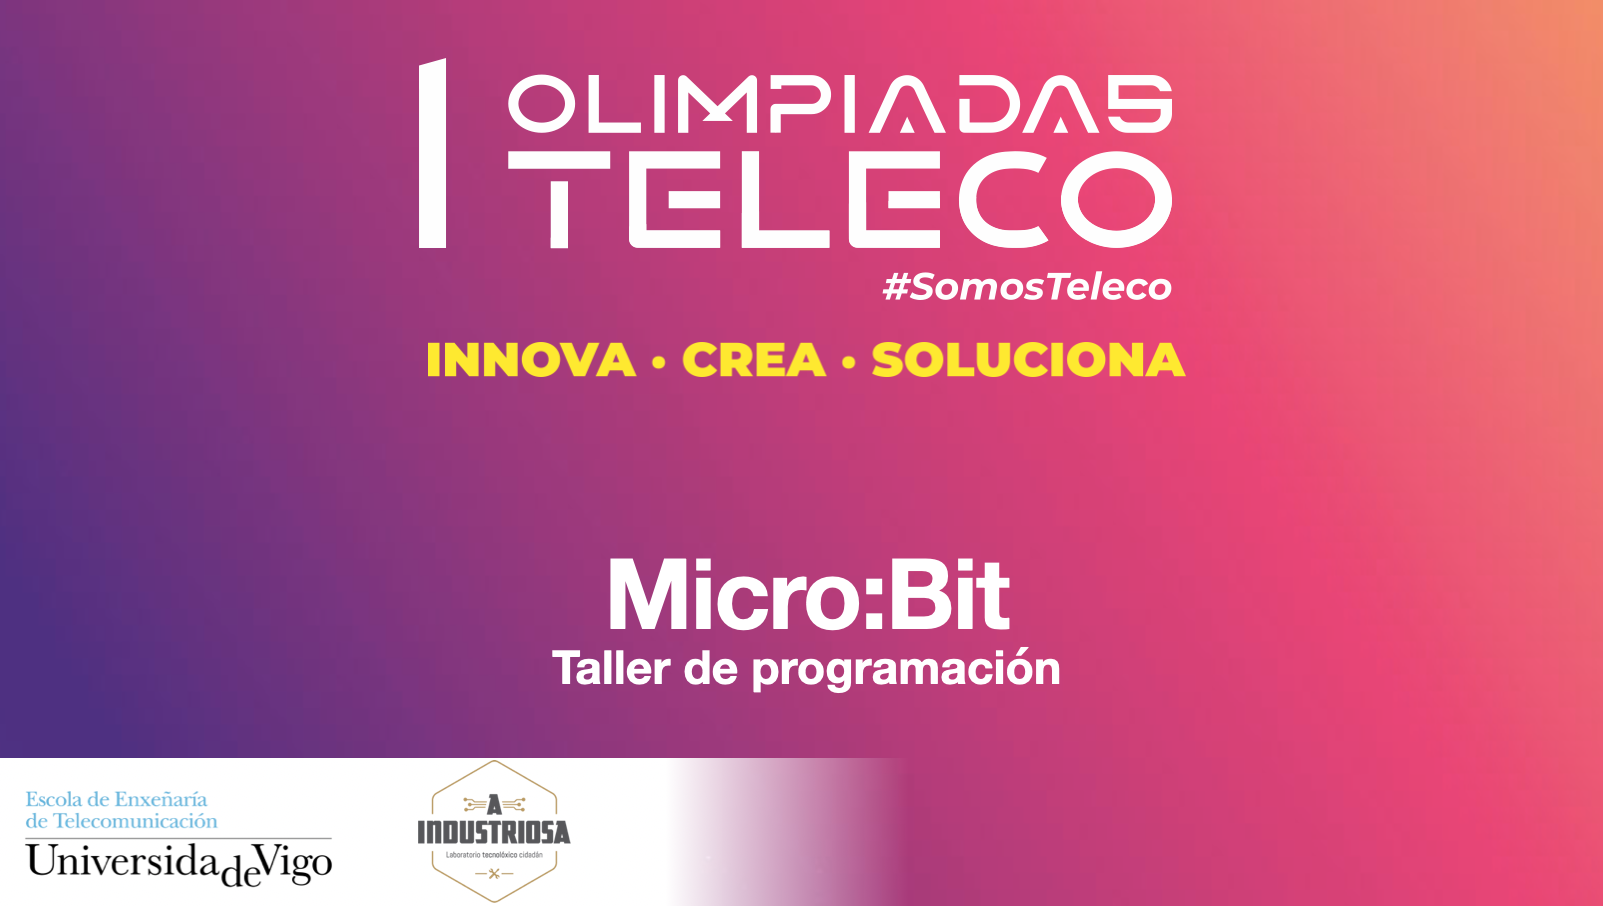 I OLIMPIADAS
TELECO
#SomosTeleco
INNOVA • CREA • SOLUCIONA
Micro:Bit
Taller de programación
Escola de Enxeñaría
de Telecomunicación
UniversidadeVigo
A
INDUSTRIOSA
Laboratorio tecnolóxico cidadán